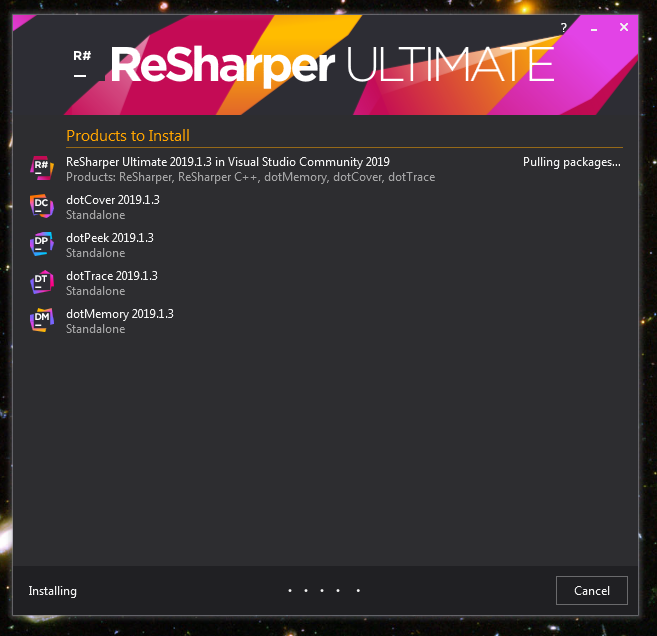 ?
R#
ReSharper ULTIMATE
Products to Install
R#
ReSharper Ultimate 2019.1.3 in Visual Studio Community 2019 Pulling packages...
Products: ReSharper, ReSharper C++, dotMemory, dotCover, dotTrace
DC
dotCover 2019.1.3
Standalone
DP
dotPeek 2019.1.3
Standalone
DT
dotTrace 2019.1.3
Standalone
DM
dotMemory 2019.1.3
Standalone
Installing
Cancel